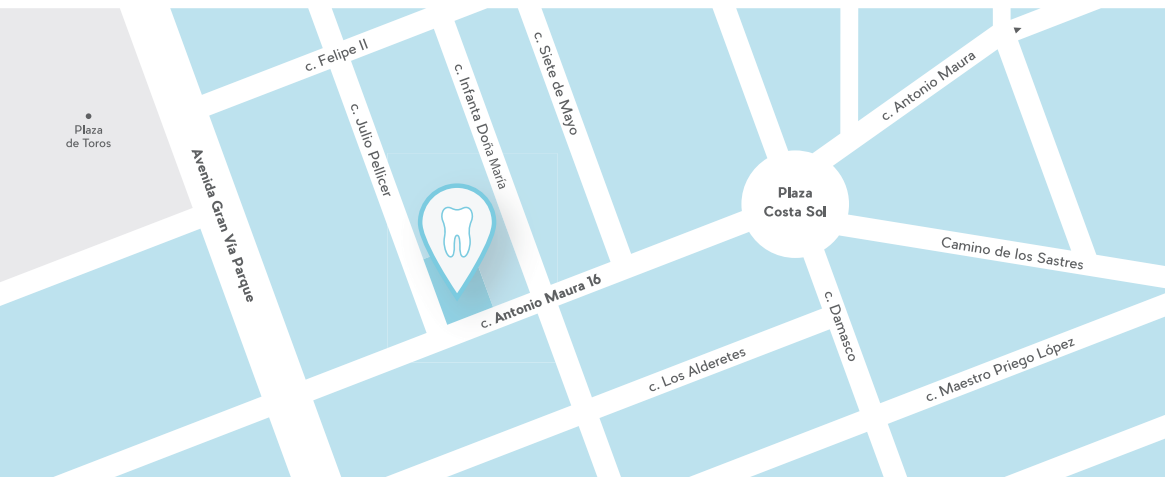 c. Felipe II
c. Siete de Mayo
c. Infanta Doña María
c. Antonio Maura
Plaza
de Toros
c. Julio Pellicer
Avenida Gran Vía Parque
Plaza
Costa Sol
Camino de los Sastres
c. Antonio Maura 16
c. Damasco
c. Los Alderetes
c. Maestro Priego López